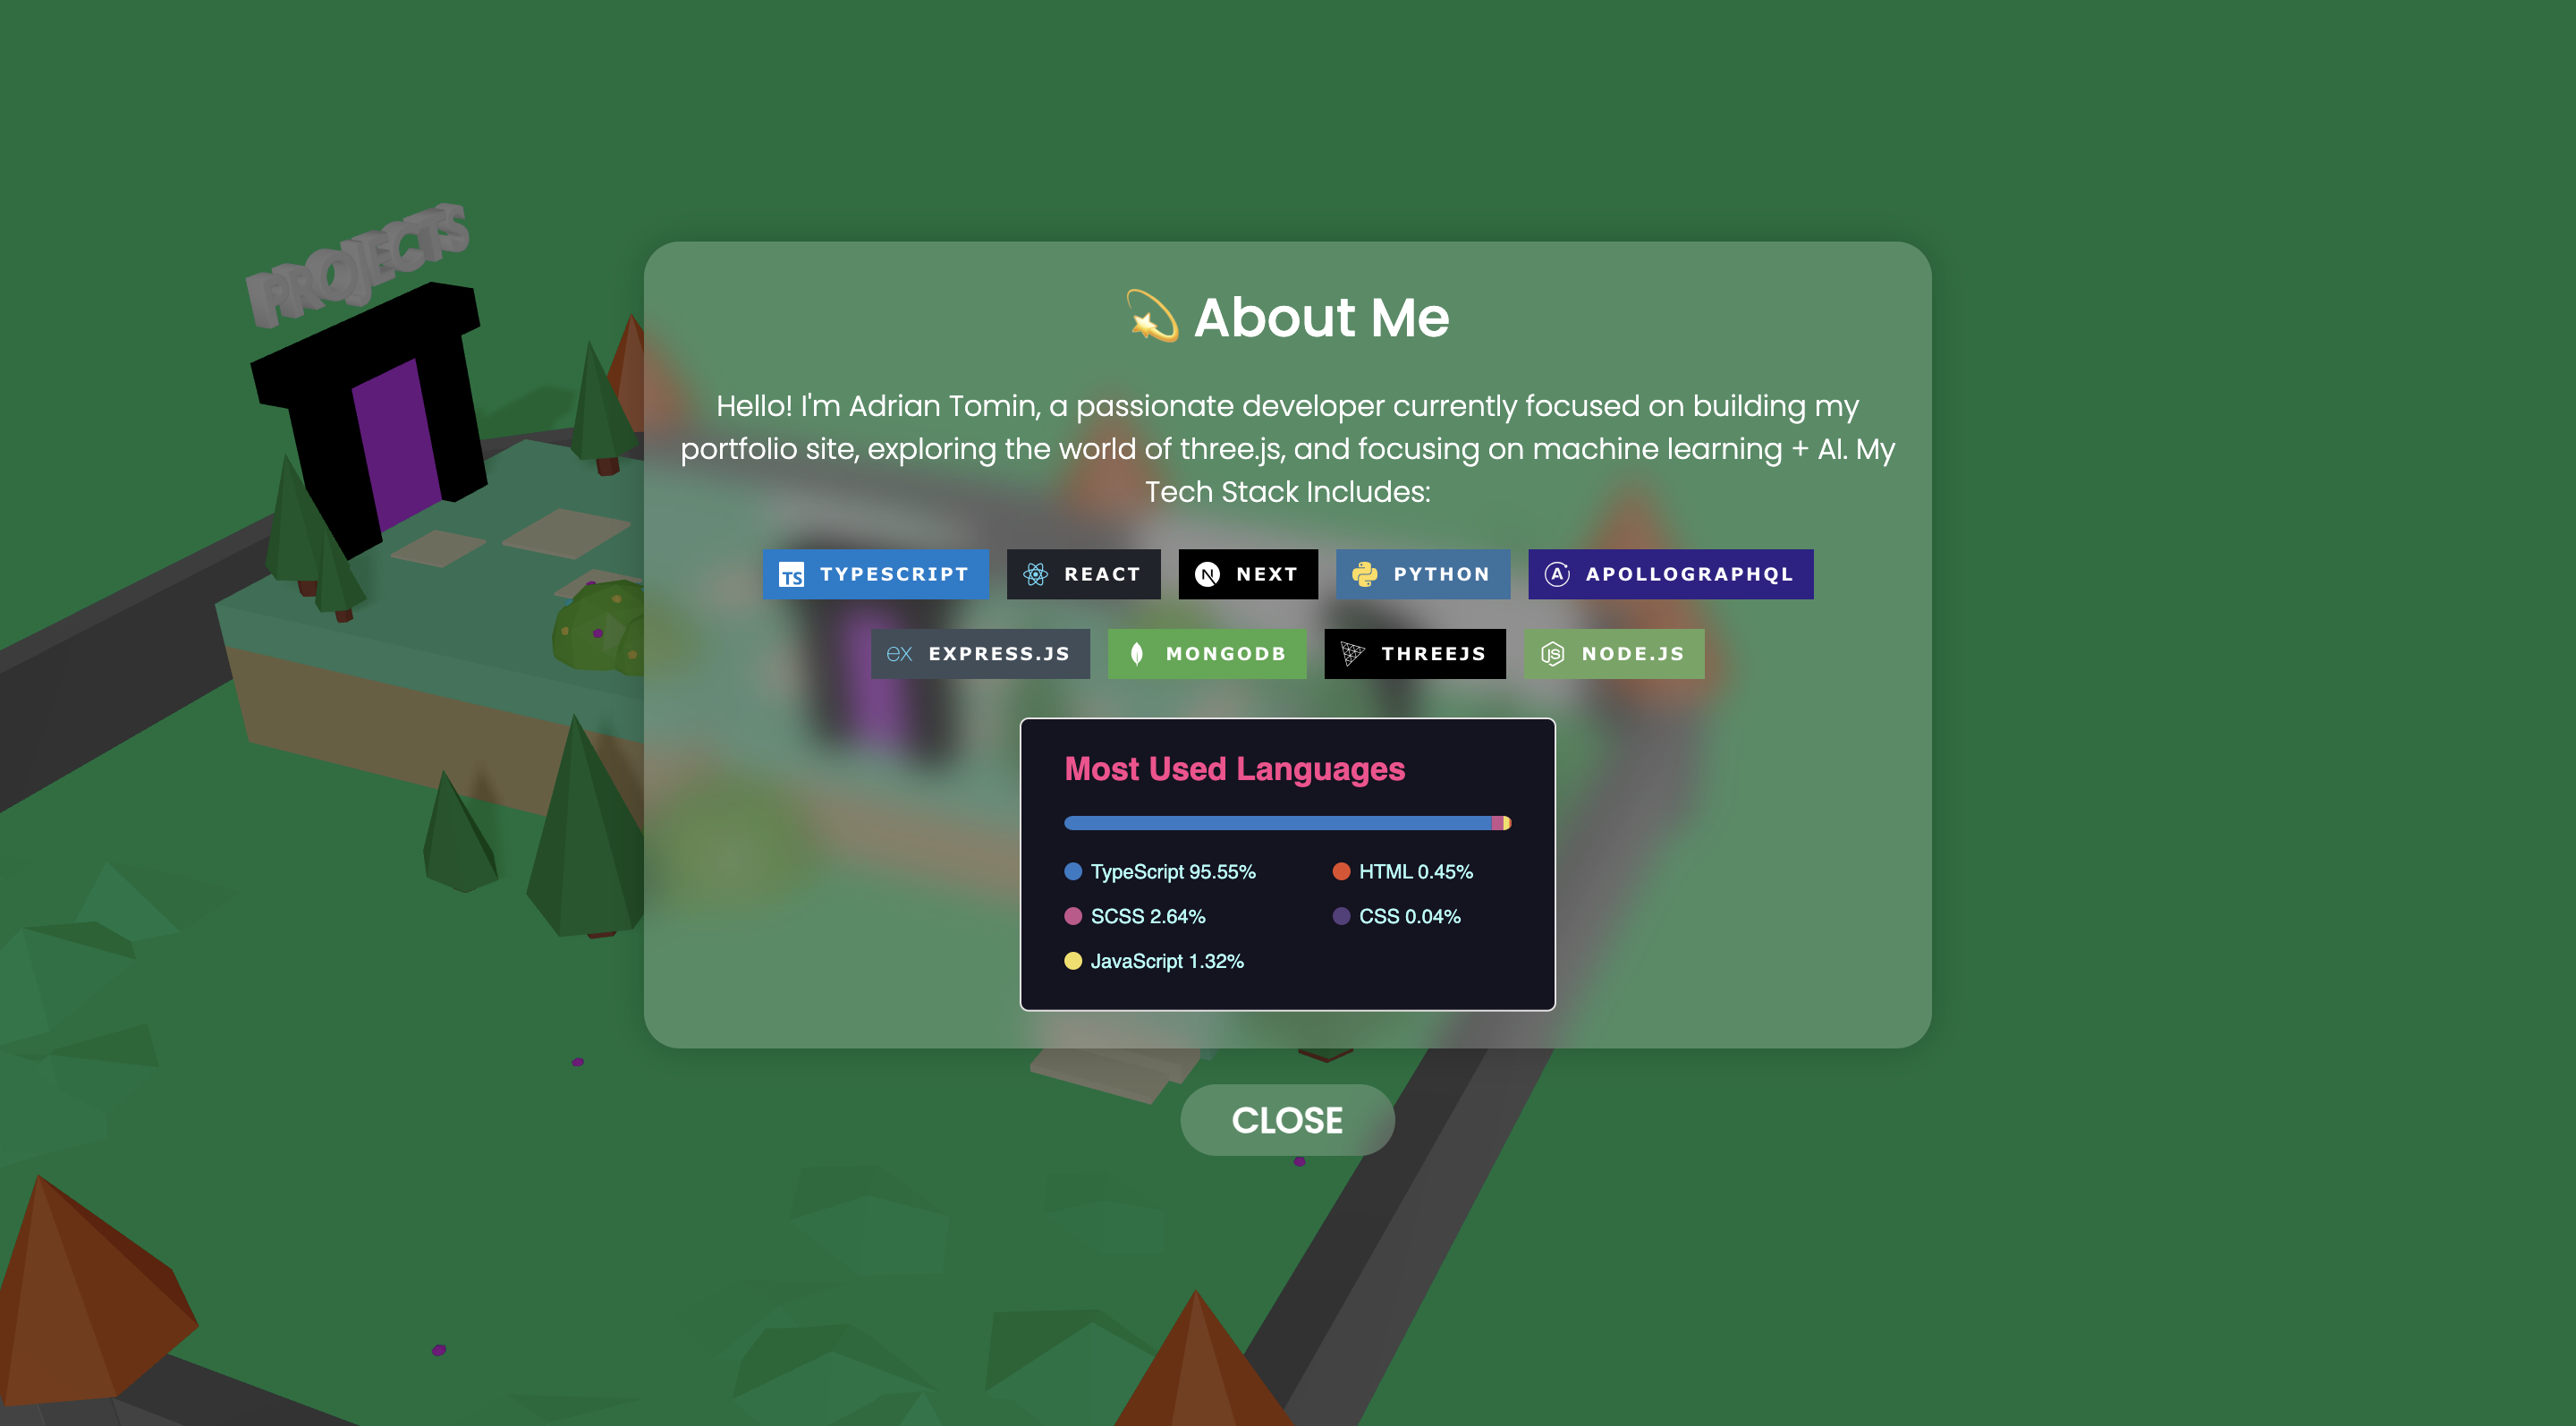 PROJECTS
💫 About Me
Hello! I'm Adrian Tomin, a passionate developer currently focused on building my
portfolio site, exploring the world of three.js, and focusing on machine learning + AI. My
Tech Stack Includes:
TS TYPESCRIPT REACT N NEXT PYTHON A APOLLOGRAPHQL
ex EXPRESS.JS MONGODB THREEJS JS NODE.JS
Most Used Languages
TypeScript 95.55% HTML 0.45%
SCSS 2.64% CSS 0.04%
JavaScript 1.32%
CLOSE